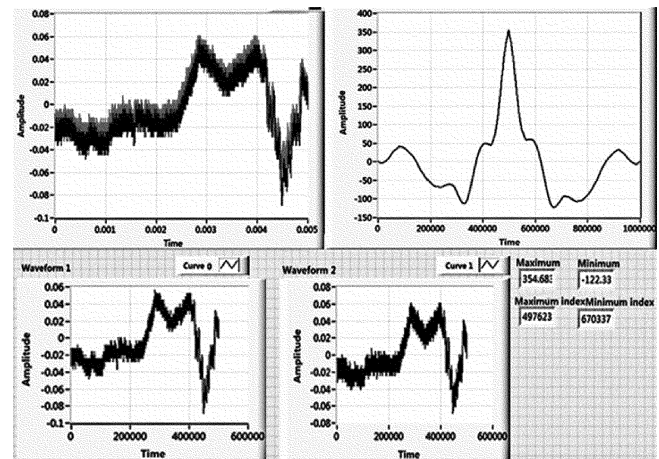 0.08
0.06
0.04
0.02
0
-0.02
-0.04
-0.06
-0.08
-0.1
0 0.001 0.002 0.003 0.004 0.005
Amplitude
Time
400
350
300
250
200
150
100
50
0
-50
-100
-150
0 200000 400000 600000 800000 1000000
Amplitude
Time
Waveform 1
Curve 0
0.06
0.04
0.02
0
-0.02
-0.04
-0.06
-0.08
-0.1
0 200000 400000 600000
Amplitude
Time
Waveform 2
Curve 1
0.06
0.04
0.02
0
-0.02
-0.04
-0.06
-0.08
0 200000 400000 600000
Amplitude
Time
Maximum Minimum
354.683 -122.33
Maximum index Minimum index
497623 670337